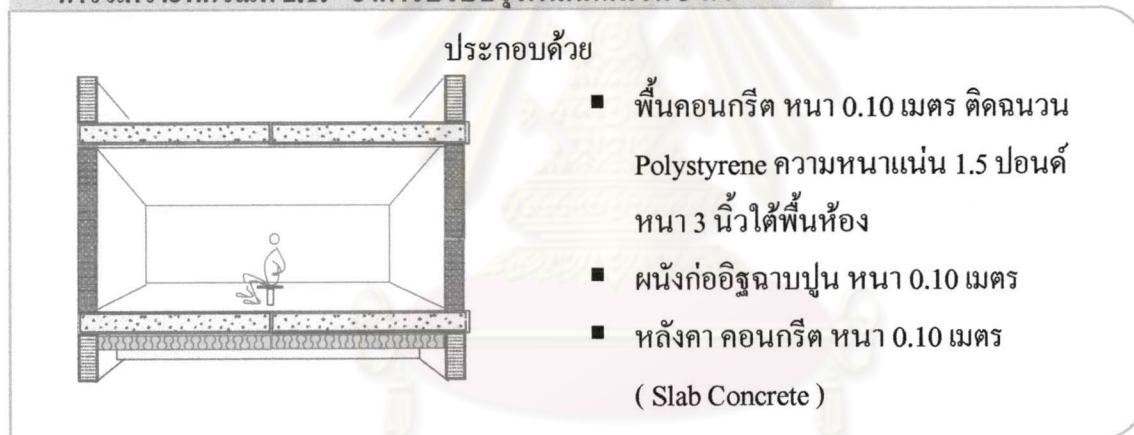 ประกอบด้วย
▪ พื้นคอนกรีต หนา 0.10 เมตร ติดฉนวน
Polystyrene ความหนาแน่น 1.5 ปอนด์
หนา 3 นิ้วใต้พื้นห้อง
▪ ผนังก่ออิฐฉาบปูน หนา 0.10 เมตร
▪ หลังคา คอนกรีต หนา 0.10 เมตร
( Slab Concrete )